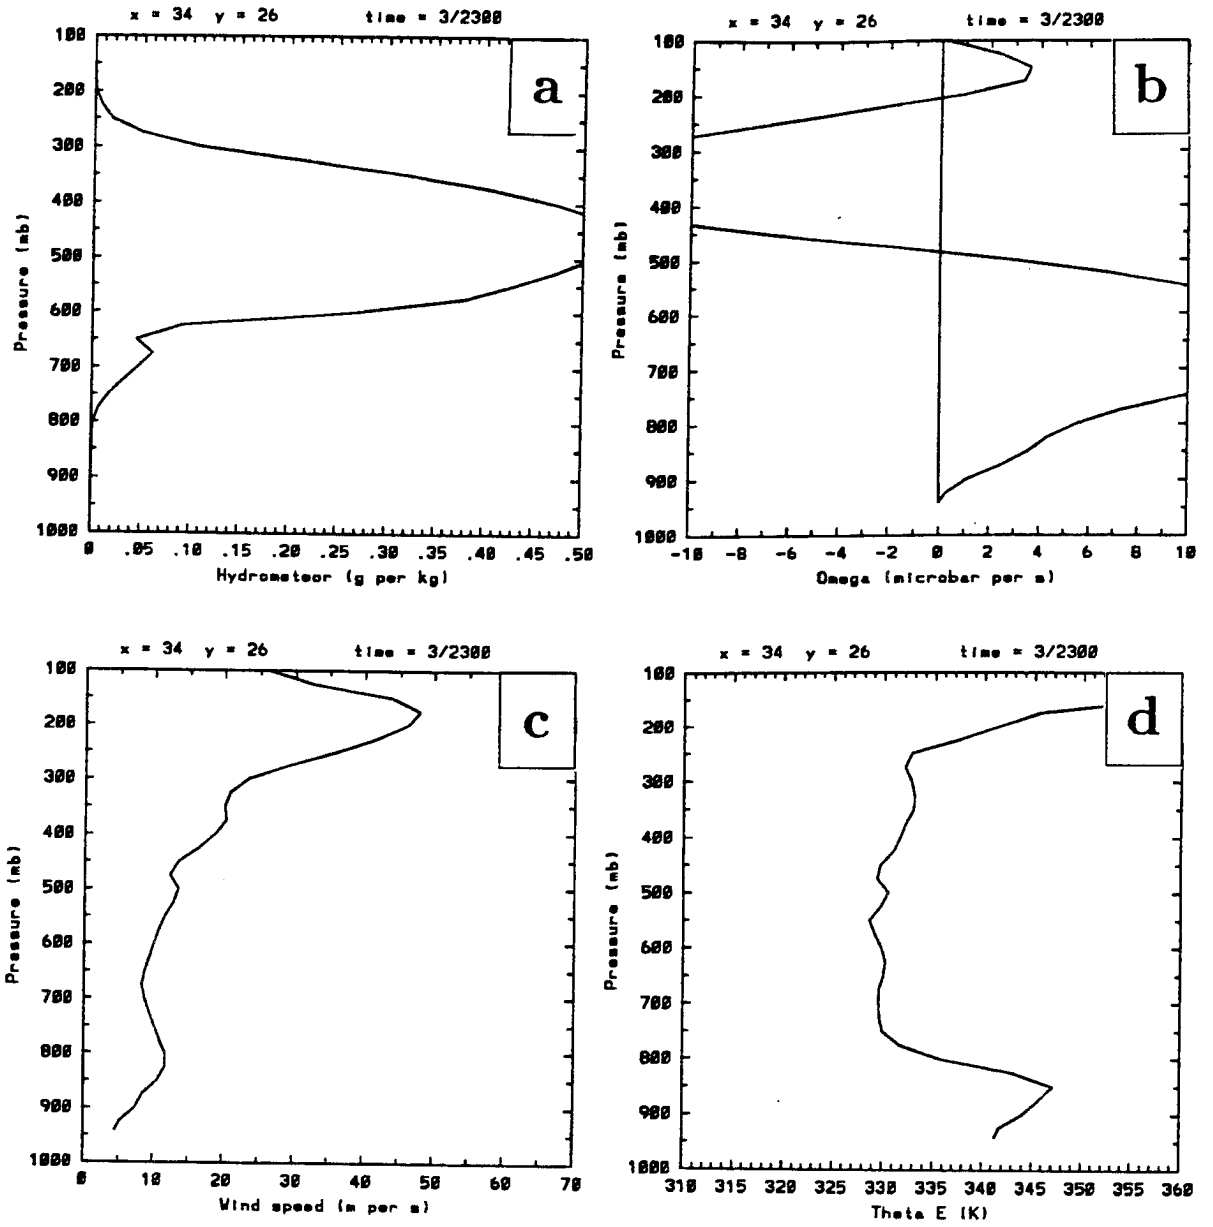 x = 34 y = 26 time = 3/2300
a
100
200
300
400
500
600
700
800
900
1000
Pressure (mb)
0 .05 .10 .15 .20 .25 .30 .35 .40 .45 .50
Hydrometeor (g per kg)
x = 34 y = 26 time = 3/2300
b
100
200
300
400
500
600
700
800
900
1000
Pressure (mb)
-10 -8 -6 -4 -2 0 2 4 6 8 10
Omega (microbar per s)
x = 34 y = 26 time = 3/2300
c
100
200
300
400
500
600
700
800
900
1000
Pressure (mb)
0 10 20 30 40 50 60 70
Wind speed (m per s)
x = 34 y = 26 time = 3/2300
d
100
200
300
400
500
600
700
800
900
1000
Pressure (mb)
310 315 320 325 330 335 340 345 350 355 360
Theta E (K)